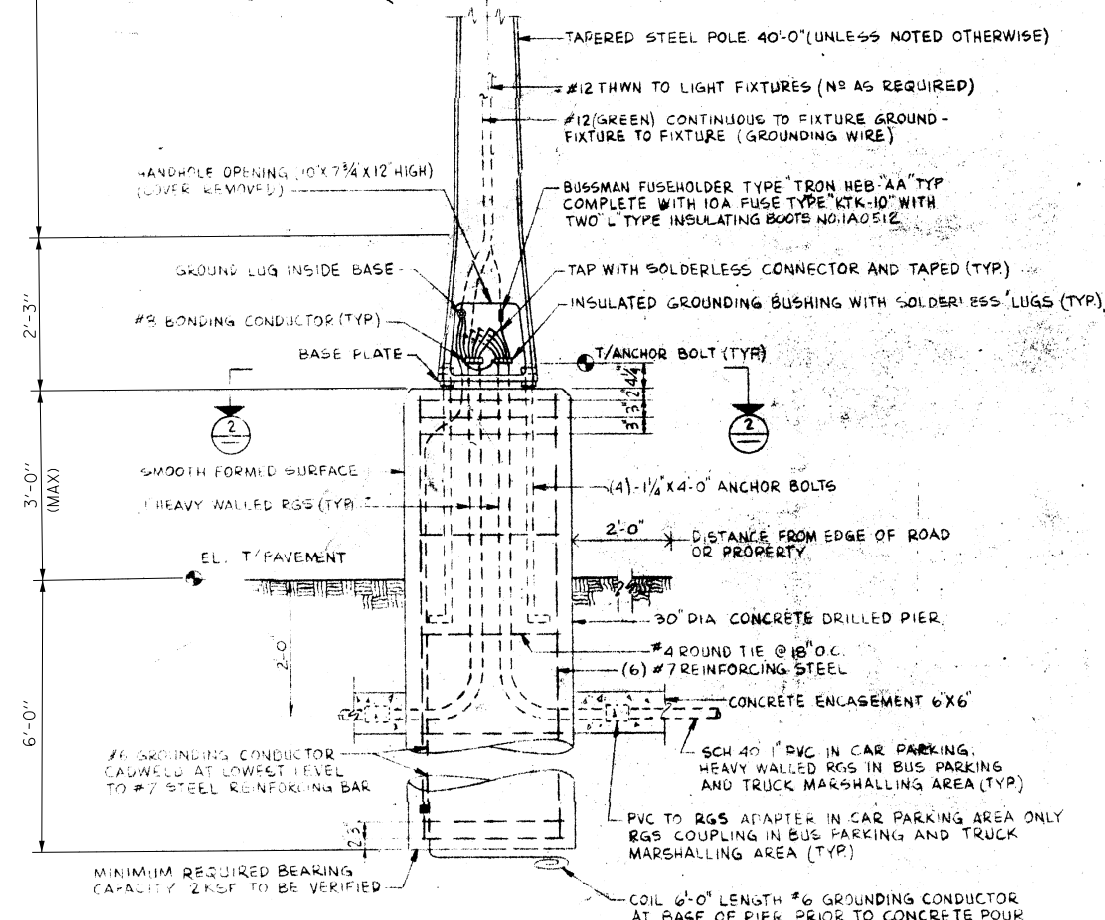 TAPERED STEEL POLE 40'-0" (UNLESS NOTED OTHERWISE)
#12 THWN TO LIGHT FIXTURES (Nº AS REQUIRED)
#12 (GREEN) CONTINUOUS TO FIXTURE GROUND-
FIXTURE TO FIXTURE (GROUNDING WIRE)
HANDHOLE OPENING (10"X 7 3/4"X 12" HIGH)
(COVER REMOVED)
BUSSMAN FUSEHOLDER TYPE "TRON HEB-"AA" TYP
COMPLETE WITH 10A FUSE TYPE "KTK-10" WITH
TWO "L" TYPE INSULATING BOOTS NO. 1A0512
GROUND LUG INSIDE BASE
TAP WITH SOLDERLESS CONNECTOR AND TAPED (TYP.)
INSULATED GROUNDING BUSHING WITH SOLDERLESS "LUGS (TYP.)
#8 BONDING CONDUCTOR (TYP)
BASE PLATE
T/ANCHOR BOLT (TYP)
2'-3"
3" 3" 2" 4 1/4"
2
2
3'-0"
(MAX)
SMOOTH FORMED SURFACE
HEAVY WALLED RGS (TYP)
(4)-1 1/4" X 4'-0" ANCHOR BOLTS
2'-0"
DISTANCE FROM EDGE OF ROAD
OR PROPERTY
EL. T/PAVEMENT
30" DIA CONCRETE DRILLED PIER
#4 ROUND TIE @ 18" O.C.
(6) #7 REINFORCING STEEL
2-0
6'-0"
CONCRETE ENCASEMENT 6"X6"
#6 GROUNDING CONDUCTOR
CADWELD AT LOWEST LEVEL
TO #7 STEEL REINFORCING BAR
SCH 40 1" PVC IN CAR PARKING.
HEAVY WALLED RGS IN BUS PARKING
AND TRUCK MARSHALLING AREA (TYP.)
PVC TO RGS ADAPTER IN CAR PARKING AREA ONLY
RGS COUPLING IN BUS PARKING AND TRUCK
MARSHALLING AREA (TYP.)
MINIMUM REQUIRED BEARING
CAPACITY 2 KSF TO BE VERIFIED
COIL 6'-0" LENGTH #6 GROUNDING CONDUCTOR
AT BASE OF PIER PRIOR TO CONCRETE POUR